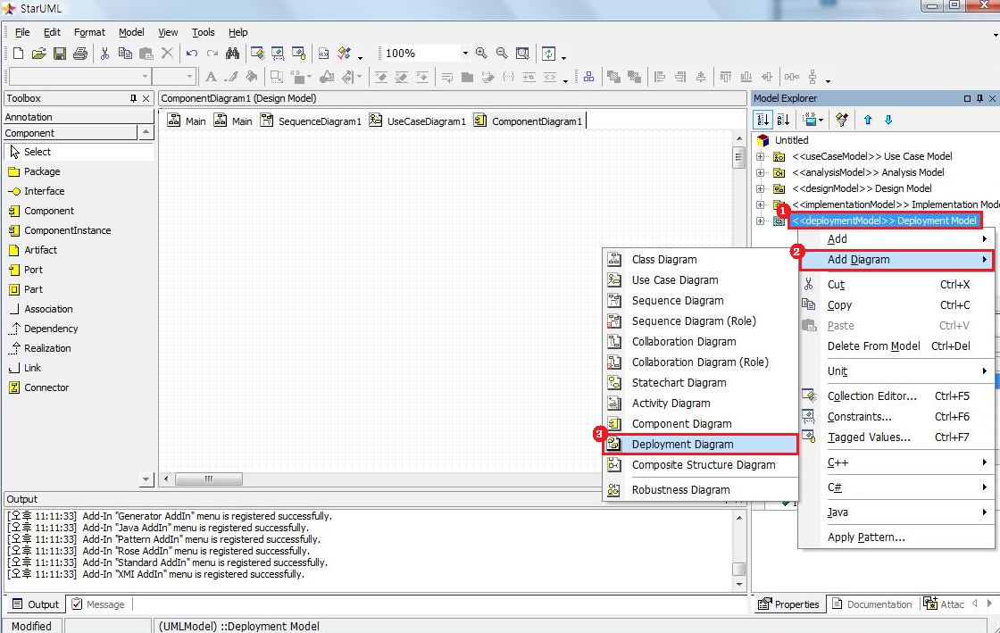 StarUML
File Edit Format Model View Tools Help
100%
Toolbox
ComponentDiagram1 (Design Model)
Model Explorer
Annotation
Component
Select
Package
Interface
Component
ComponentInstance
Artifact
Port
Part
Association
Dependency
Realization
Link
Connector
Main Main SequenceDiagram1 UseCaseDiagram1 ComponentDiagram1
Untitled
<<useCaseModel>> Use Case Model
<<analysisModel>> Analysis Model
<<designModel>> Design Model
<<implementationModel>> Implementation Mode
1
<<deploymentModel>> Deployment Model
Add
2
Add Diagram
Cut Ctrl+X
Copy Ctrl+C
Paste Ctrl+V
Delete From Model Ctrl+Del
Unit
Collection Editor... Ctrl+F5
Constraints... Ctrl+F6
Tagged Values... Ctrl+F7
C++
C#
Java
Apply Pattern...
Class Diagram
Use Case Diagram
Sequence Diagram
Sequence Diagram (Role)
Collaboration Diagram
Collaboration Diagram (Role)
Statechart Diagram
Activity Diagram
Component Diagram
3
Deployment Diagram
Composite Structure Diagram
Robustness Diagram
Output
[오후 11:11:33] Add-In "Generator AddIn" menu is registered successfully.
[오후 11:11:33] Add-In "Java AddIn" menu is registered successfully.
[오후 11:11:33] Add-In "Pattern AddIn" menu is registered successfully.
[오후 11:11:33] Add-In "Rose AddIn" menu is registered successfully.
[오후 11:11:33] Add-In "Standard AddIn" menu is registered successfully.
[오후 11:11:33] Add-In "XMI AddIn" menu is registered successfully.
Output Message
Properties Documentation Attac
Modified
(UMLModel) ::Deployment Model